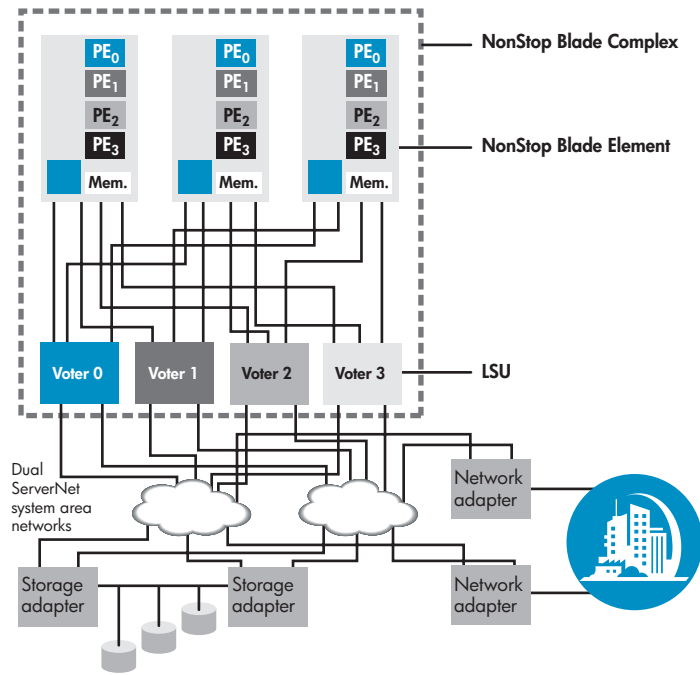 NonStop Blade Complex
PE0 PE0 PE0
PE1 PE1 PE1
PE2 PE2 PE2
PE3 PE3 PE3
NonStop Blade Element
Mem. Mem. Mem.
Voter 0 Voter 1 Voter 2 Voter 3
LSU
Dual
ServerNet
system area
networks
Network
adapter
Storage
adapter
Storage
adapter
Network
adapter